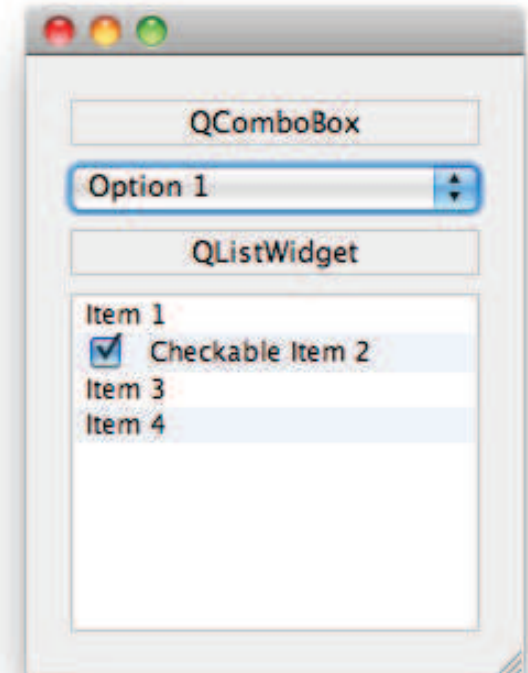 QComboBox
Option 1
QListWidget
Item 1
Checkable Item 2
Item 3
Item 4